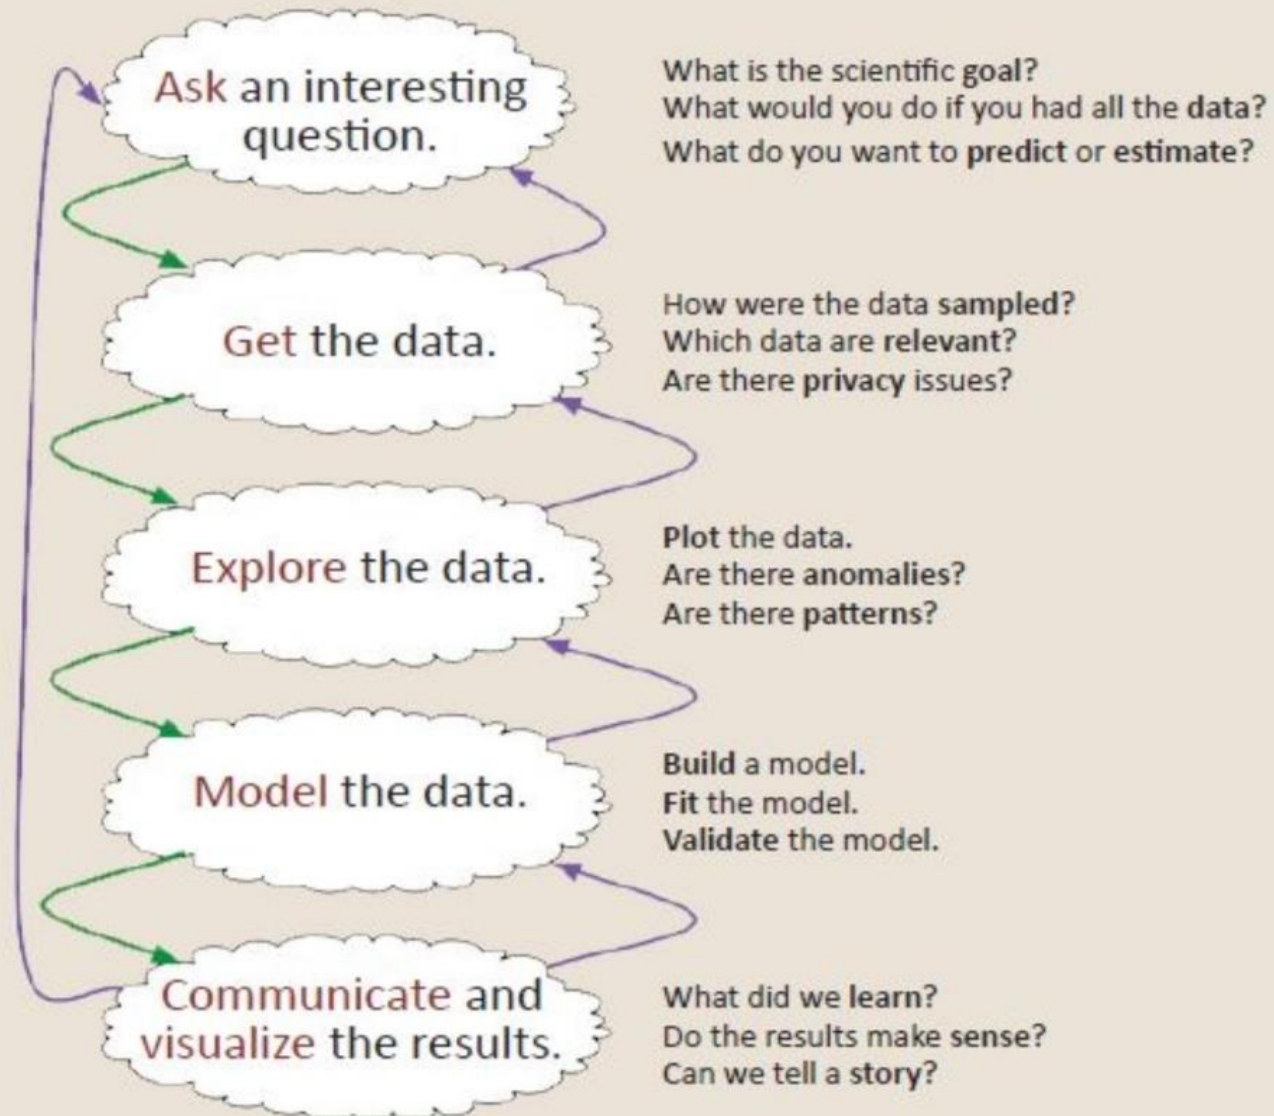 Ask an interesting
question.
What is the scientific goal?
What would you do if you had all the data?
What do you want to predict or estimate?
Get the data.
How were the data sampled?
Which data are relevant?
Are there privacy issues?
Explore the data.
Plot the data.
Are there anomalies?
Are there patterns?
Model the data.
Build a model.
Fit the model.
Validate the model.
Communicate and
visualize the results.
What did we learn?
Do the results make sense?
Can we tell a story?